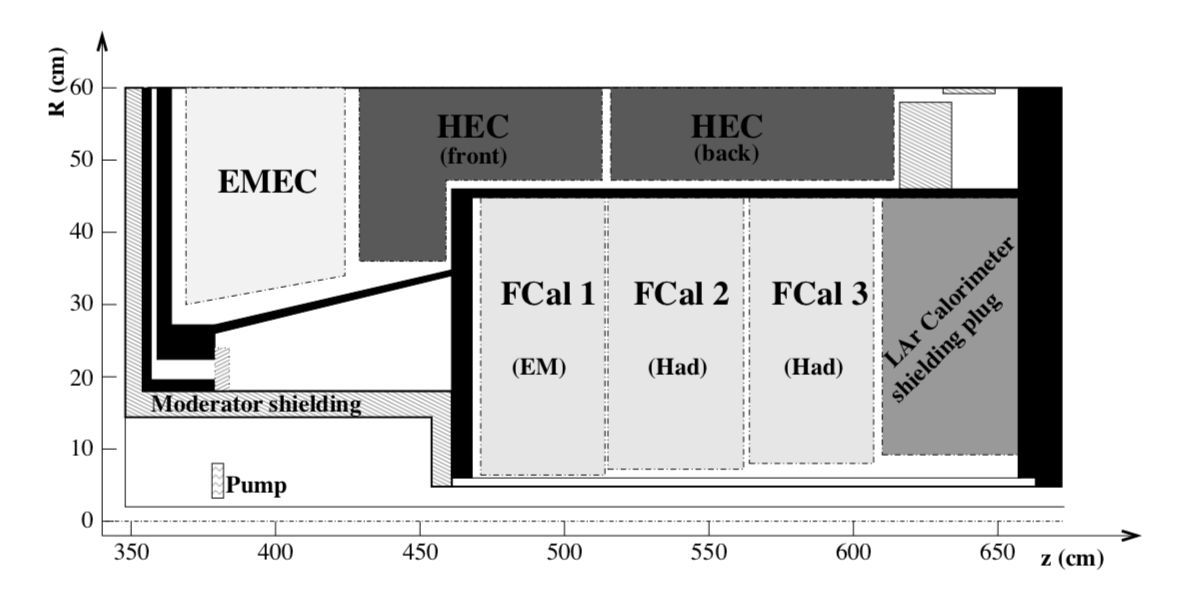 R (cm)
60
50
40
30
20
10
0
EMEC
HEC
(front)
HEC
(back)
FCal 1
(EM)
FCal 2
(Had)
FCal 3
(Had)
LAr Calorimeter
shielding plug
Moderator shielding
Pump
350
400
450
500
550
600
650
z (cm)